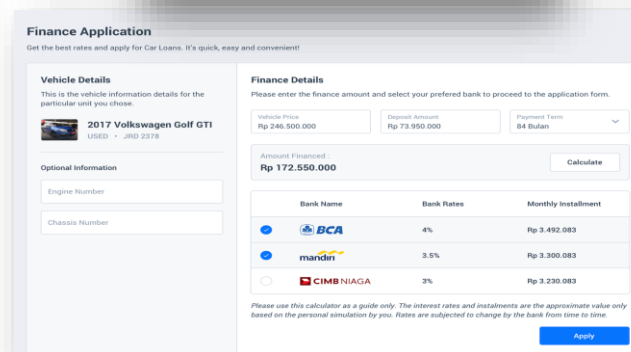 Finance Application
Get the best rates and apply for Car Loans. It's quick, easy and convenient!
Vehicle Details
This is the vehicle information details for the
particular unit you chose.
2017 Volkswagen Golf GTI
USED • JRD 2378
Optional Information
Engine Number
Chassis Number
Finance Details
Please enter the finance amount and select your prefered bank to proceed to the application form.
Vehicle Price
Rp 246.500.000
Deposit Amount
Rp 73.950.000
Payment Term
84 Bulan
Amount Financed :
Rp 172.550.000
Calculate
Bank Name Bank Rates Monthly Installment
BCA 4% Rp 3.492.083
mandiri 3.5% Rp 3.300.083
CIMB NIAGA 3% Rp 3.230.083
Please use this calculator as a guide only. The interest rates and instalments are the approximate value only
based on the personal simulation by you. Rates are subjected to change by the bank from time to time.
Apply